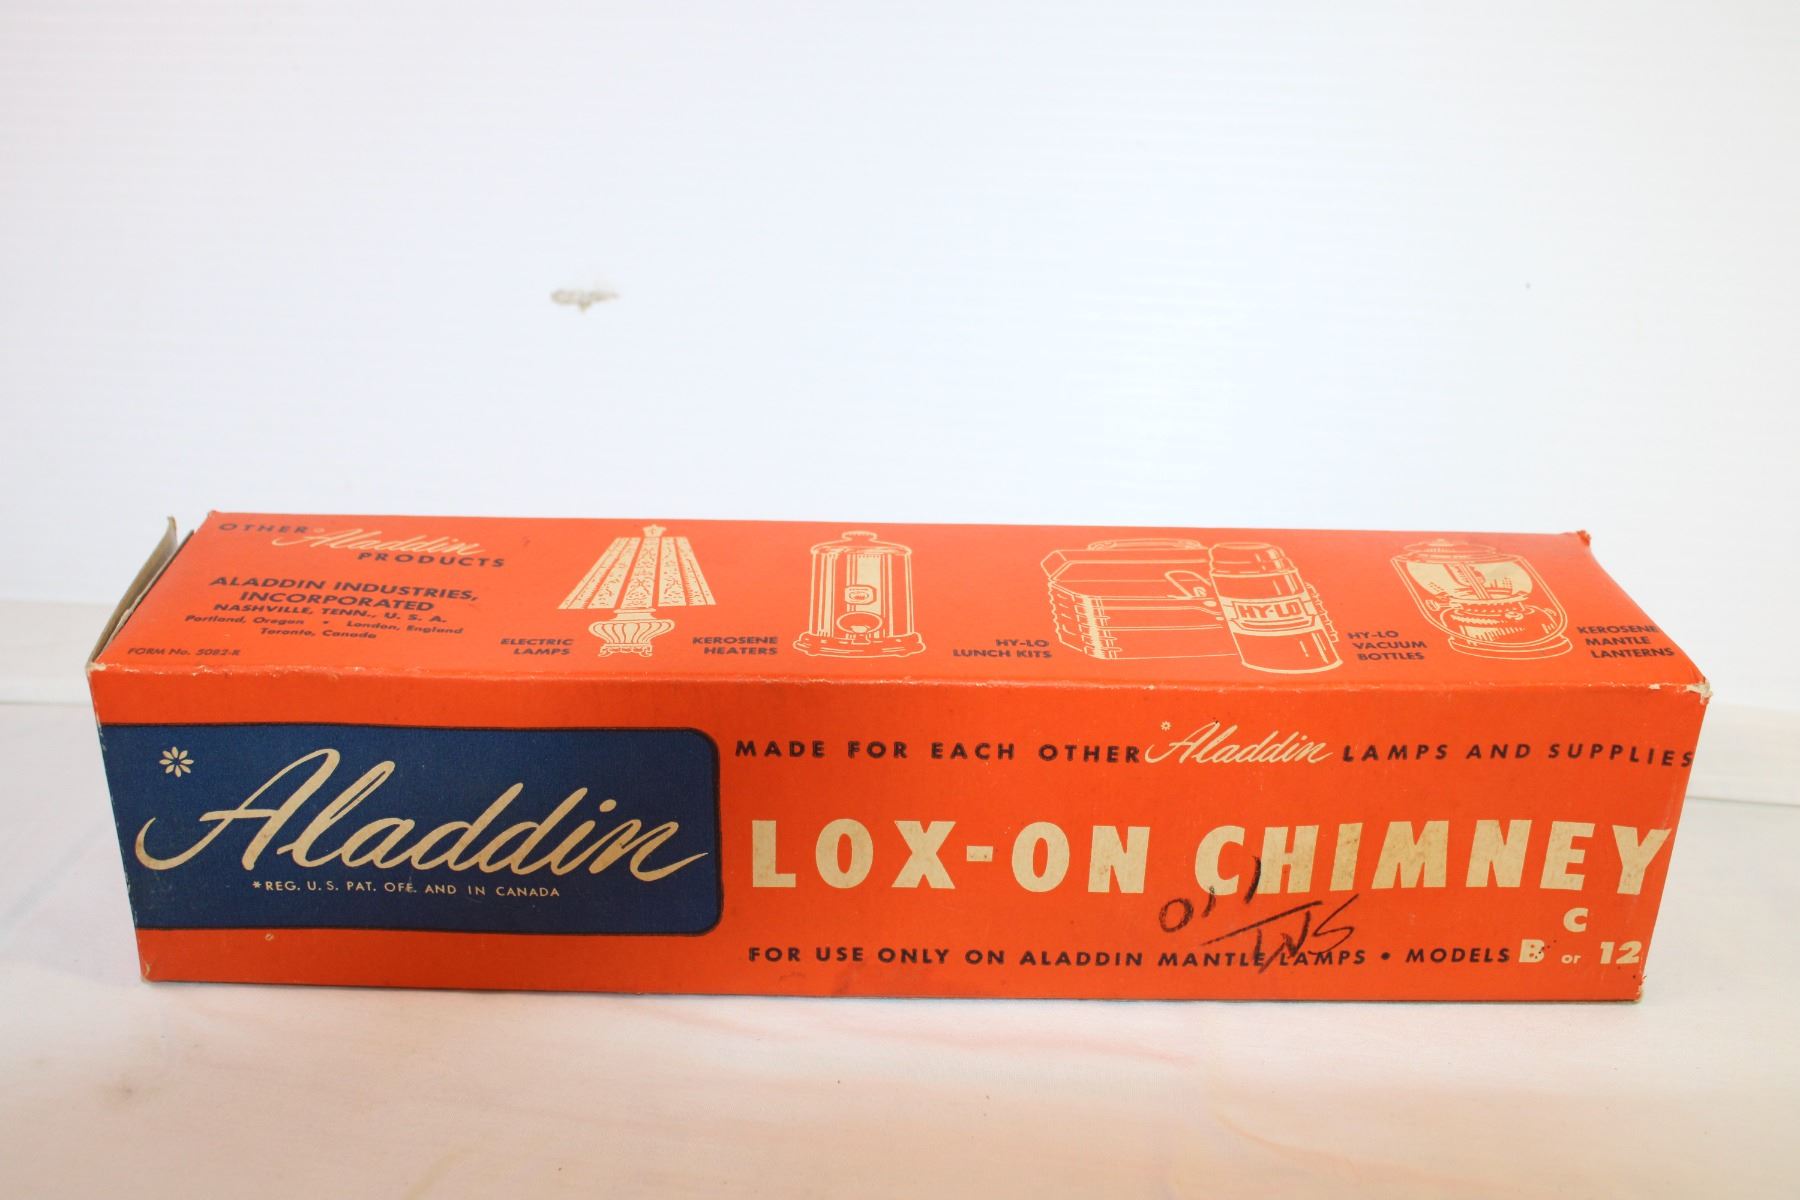 OTHER
Aladdin
PRODUCTS
ALADDIN INDUSTRIES,
INCORPORATED
NASHVILLE, TENN., U. S. A.
Portland, Oregon • London, England
Toronto, Canada
FORM No. 5082-R
ELECTRIC
LAMPS
KEROSENE
HEATERS
HY-LO
LUNCH KITS
HY-LO
HY-LO
VACUUM
BOTTLES
KEROSENE
MANTLE
LANTERNS
*Aladdin
*REG. U. S. PAT. OFF. AND IN CANADA
MADE FOR EACH OTHER *Aladdin LAMPS AND SUPPLIES
LOX-ON CHIMNEY
C
FOR USE ONLY ON ALADDIN MANTLE LAMPS • MODELS B or 12